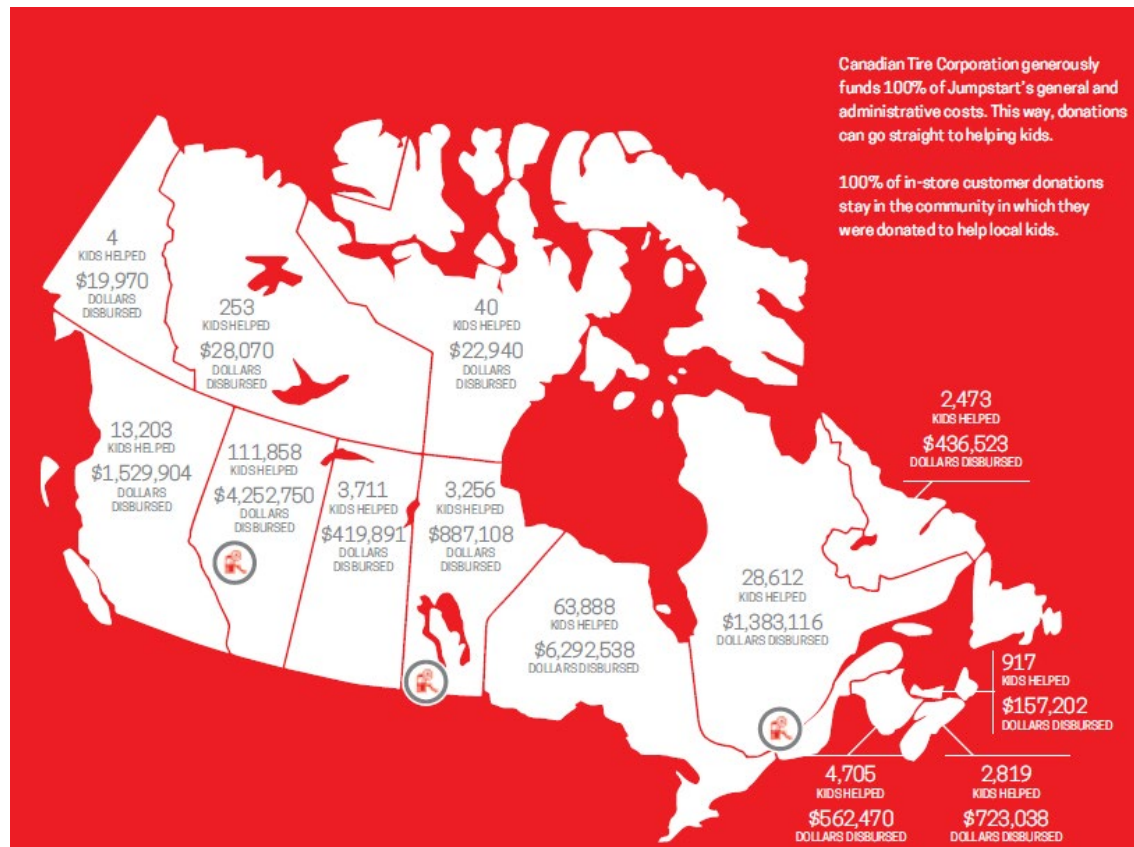 Canadian Tire Corporation generously
funds 100% of Jumpstart's general and
administrative costs. This way, donations
can go straight to helping kids.
100% of in-store customer donations
stay in the community in which they
were donated to help local kids.
4
KIDS HELPED
$19,970
DOLLARS
DISBURSED
253
KIDS HELPED
$28,070
DOLLARS
DISBURSED
40
KIDS HELPED
$22,940
DOLLARS
DISBURSED
13,203
KIDS HELPED
$1,529,904
DOLLARS
DISBURSED
111,858
KIDS HELPED
$4,252,750
DOLLARS
DISBURSED
3,711
KIDS HELPED
$419,891
DOLLARS
DISBURSED
3,256
KIDS HELPED
$887,108
DOLLARS
DISBURSED
63,888
KIDS HELPED
$6,292,538
DOLLARS DISBURSED
28,612
KIDS HELPED
$1,383,116
DOLLARS DISBURSED
2,473
KIDS HELPED
$436,523
DOLLARS DISBURSED
917
KIDS HELPED
$157,202
DOLLARS DISBURSED
4,705
KIDS HELPED
$562,470
DOLLARS DISBURSED
2,819
KIDS HELPED
$723,038
DOLLARS DISBURSED